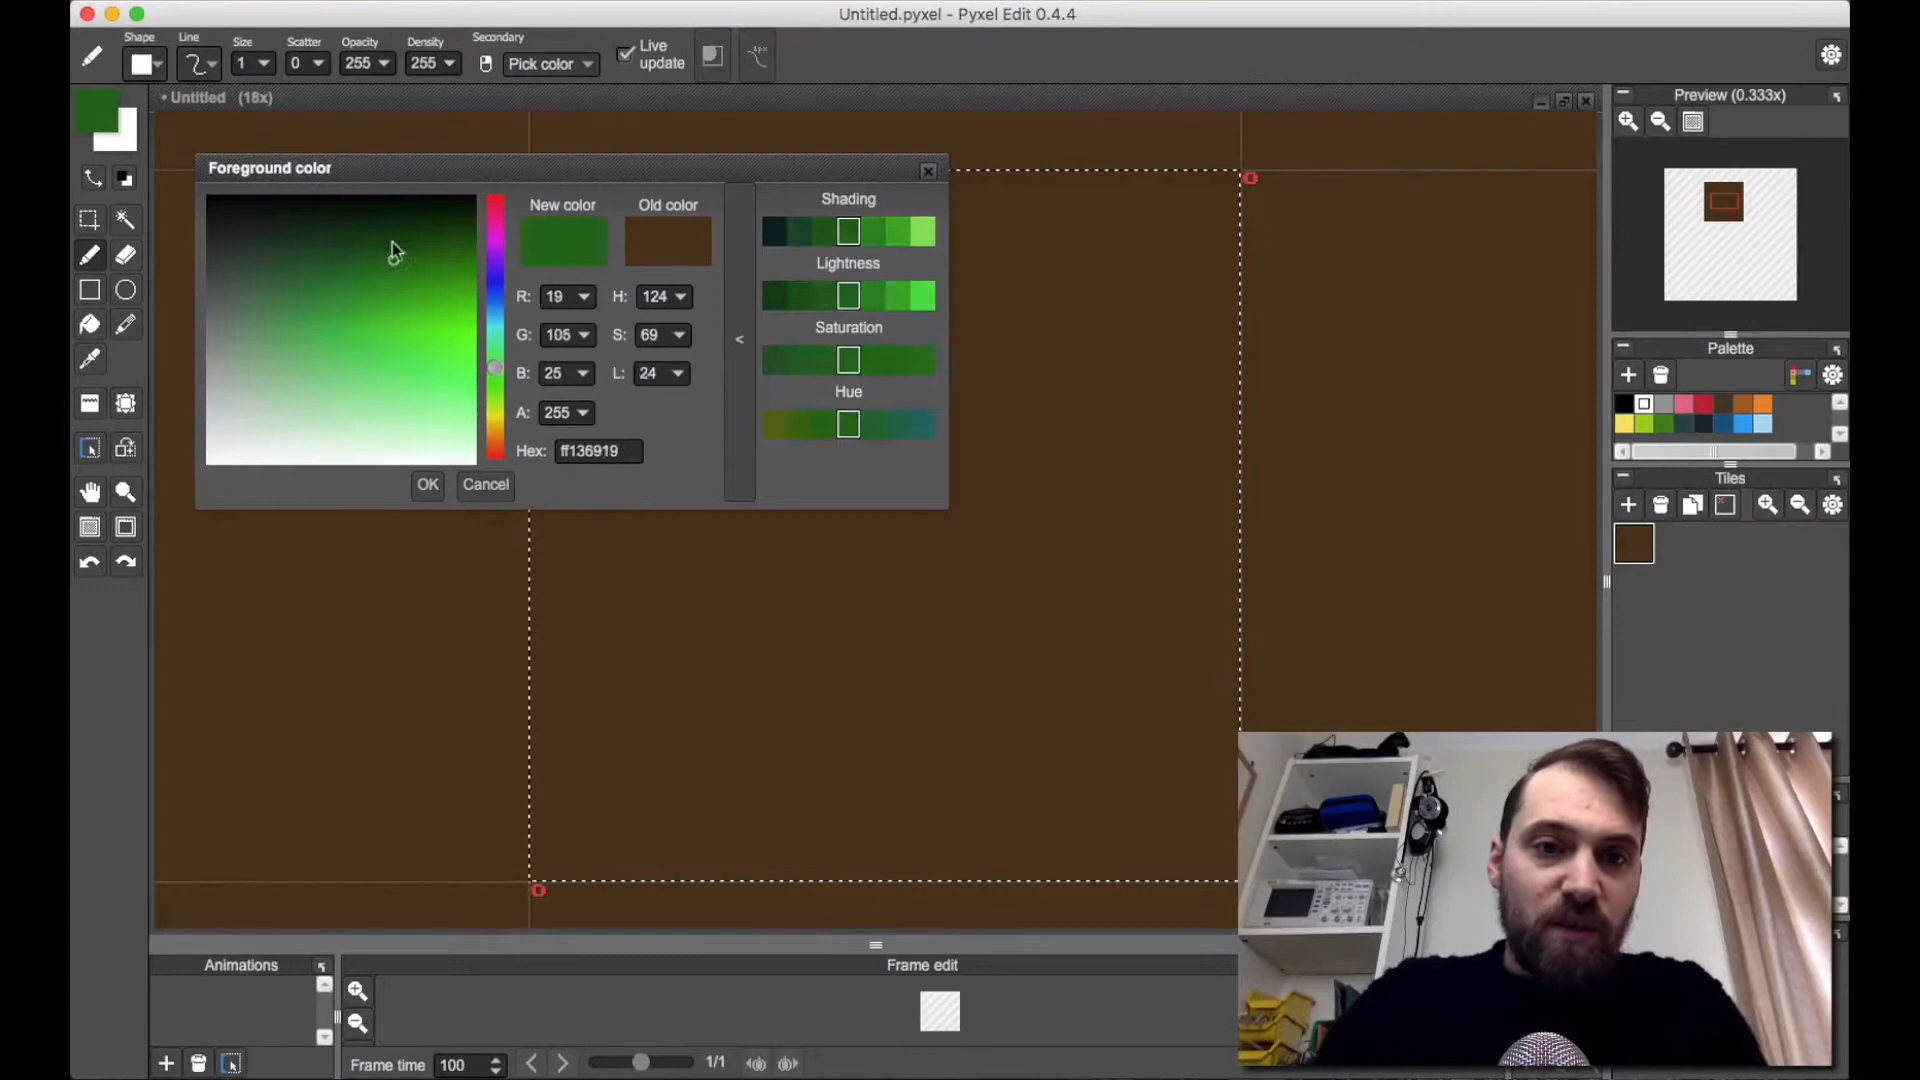 Untitled.pyxel - Pyxel Edit 0.4.4
Shape Line Size Scatter Opacity Density Secondary
1 0 255 255 Pick color Live update
• Untitled (18x)
Preview (0.333x)
Foreground color
New color Old color
Shading
Lightness
Saturation
Hue
R: 19 H: 124
G: 105 S: 69
B: 25 L: 24
A: 255
Hex: ff136919
<
OK Cancel
Palette
Tiles
Animations
Frame edit
Frame time 100
1/1